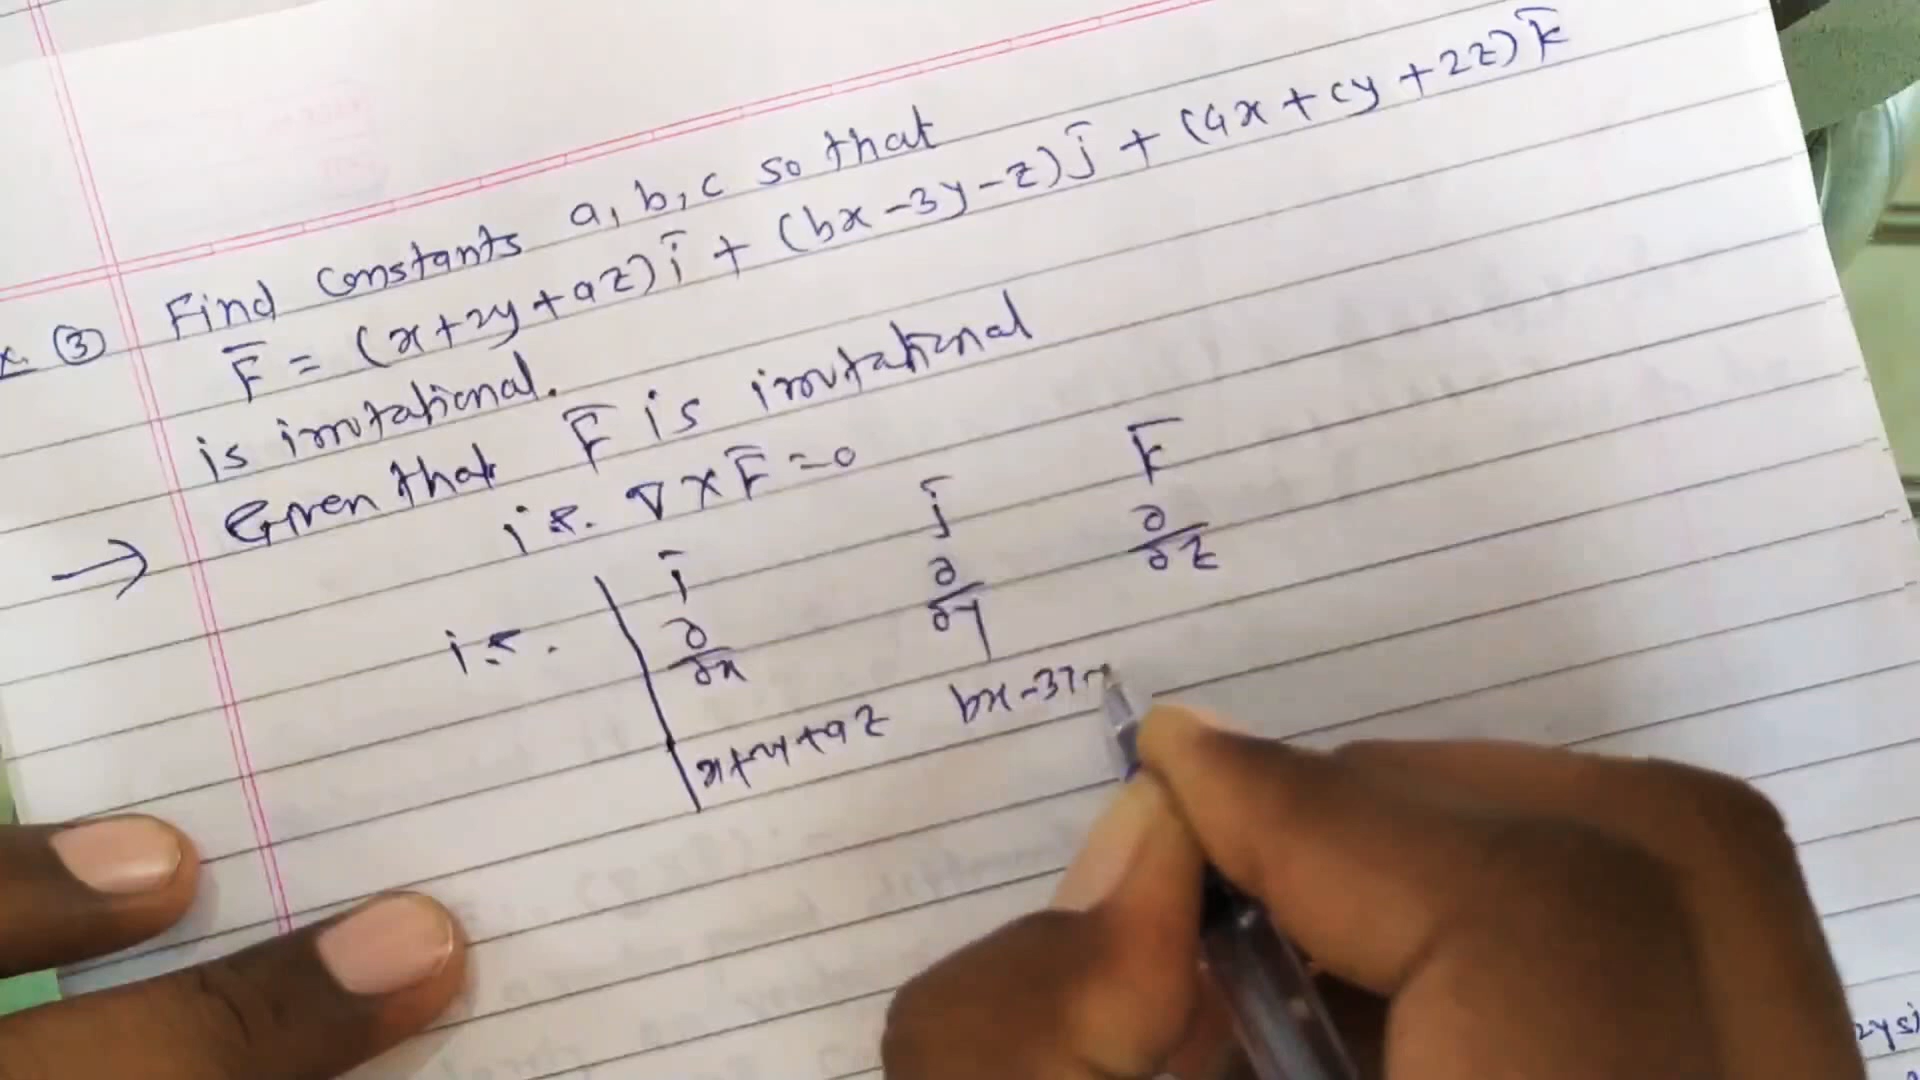 x. ③ Find constants a, b, c so that
F̄ = (x+2y+az)ī + (bx-3y-z)j̄ + (4x+cy+2z)k̄
is irrotational.
→ Given that F̄ is irrotational
i.e. ∇×F̄=0
i.e. | ī j̄ k̄
∂/∂x ∂/∂y ∂/∂z
x+2y+az bx-3y-